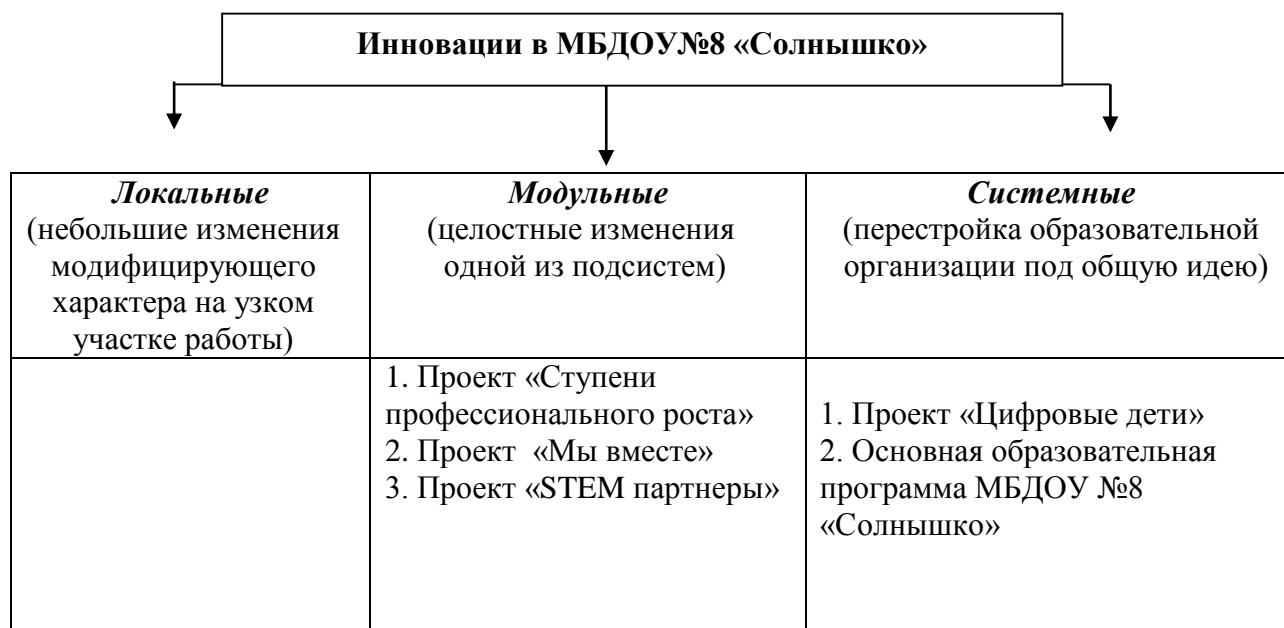 Инновации в МБДОУ№8 «Солнышко»
Локальные
(небольшие изменения
модифицирующего
характера на узком
участке работы)
Модульные
(целостные изменения
одной из подсистем)
Системные
(перестройка образовательной
организации под общую идею)
1. Проект «Ступени
профессионального роста»
2. Проект «Мы вместе»
3. Проект «STEM партнеры»
1. Проект «Цифровые дети»
2. Основная образовательная
программа МБДОУ №8
«Солнышко»